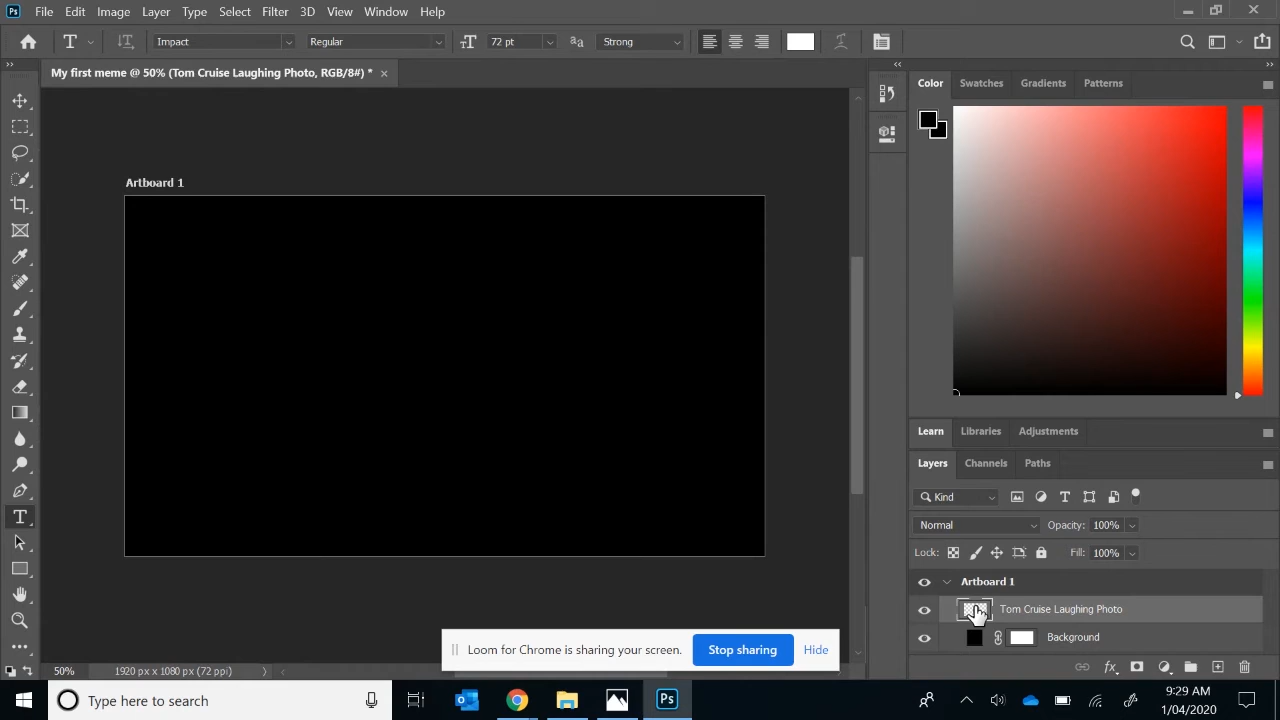 Ps File Edit Image Layer Type Select Filter 3D View Window Help
T Impact Regular 72 pt Strong
My first meme @ 50% (Tom Cruise Laughing Photo, RGB/8#) *
Color Swatches Gradients Patterns
Artboard 1
Learn Libraries Adjustments
Layers Channels Paths
Kind
Normal Opacity: 100%
Lock: Fill: 100%
Artboard 1
Tom Cruise Laughing Photo
Background
Loom for Chrome is sharing your screen. Stop sharing Hide
50% 1920 px x 1080 px (72 ppi)
Type here to search Ps 9:29 AM
1/04/2020